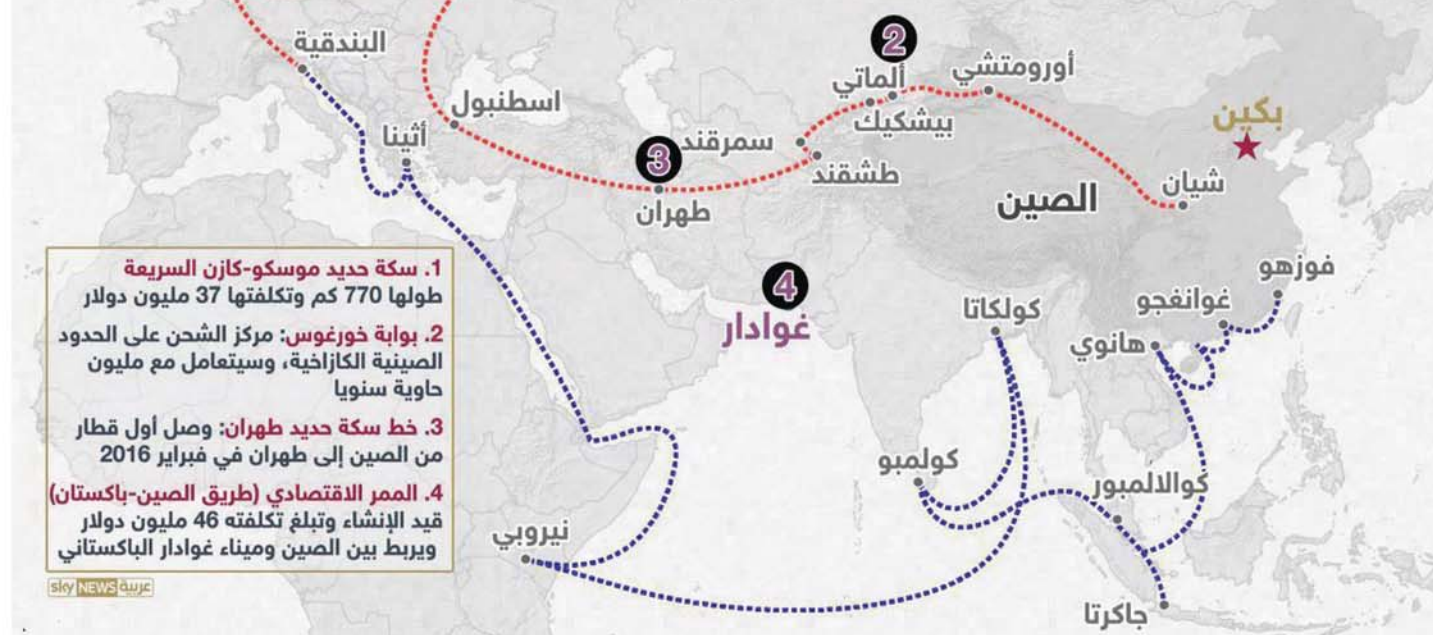 البندقية
2
ألماتي
أورومتشي
اسطنبول
بيشكيك
بكين
أثينا
3
سمرقند
طشقند
شيان
الصين
طهران
فوزهو
4
غوانغجو
كولكاتا
غوادار
هانوي
كولمبو
كوالالمبور
نيروبي
جاكرتا
1. سكة حديد موسكو-كازن السريعة
طولها 770 كم وتكلفتها 37 مليون دولار
2. بوابة خورغوس: مركز الشحن على الحدود
الصينية الكازاخية، وسيتعامل مع مليون
حاوية سنويا
3. خط سكة حديد طهران: وصل أول قطار
من الصين إلى طهران في فبراير 2016
4. الممر الاقتصادي (طريق الصين-باكستان)
قيد الإنشاء وتبلغ تكلفته 46 مليون دولار
ويربط بين الصين وميناء غوادار الباكستاني
sky NEWS عربية